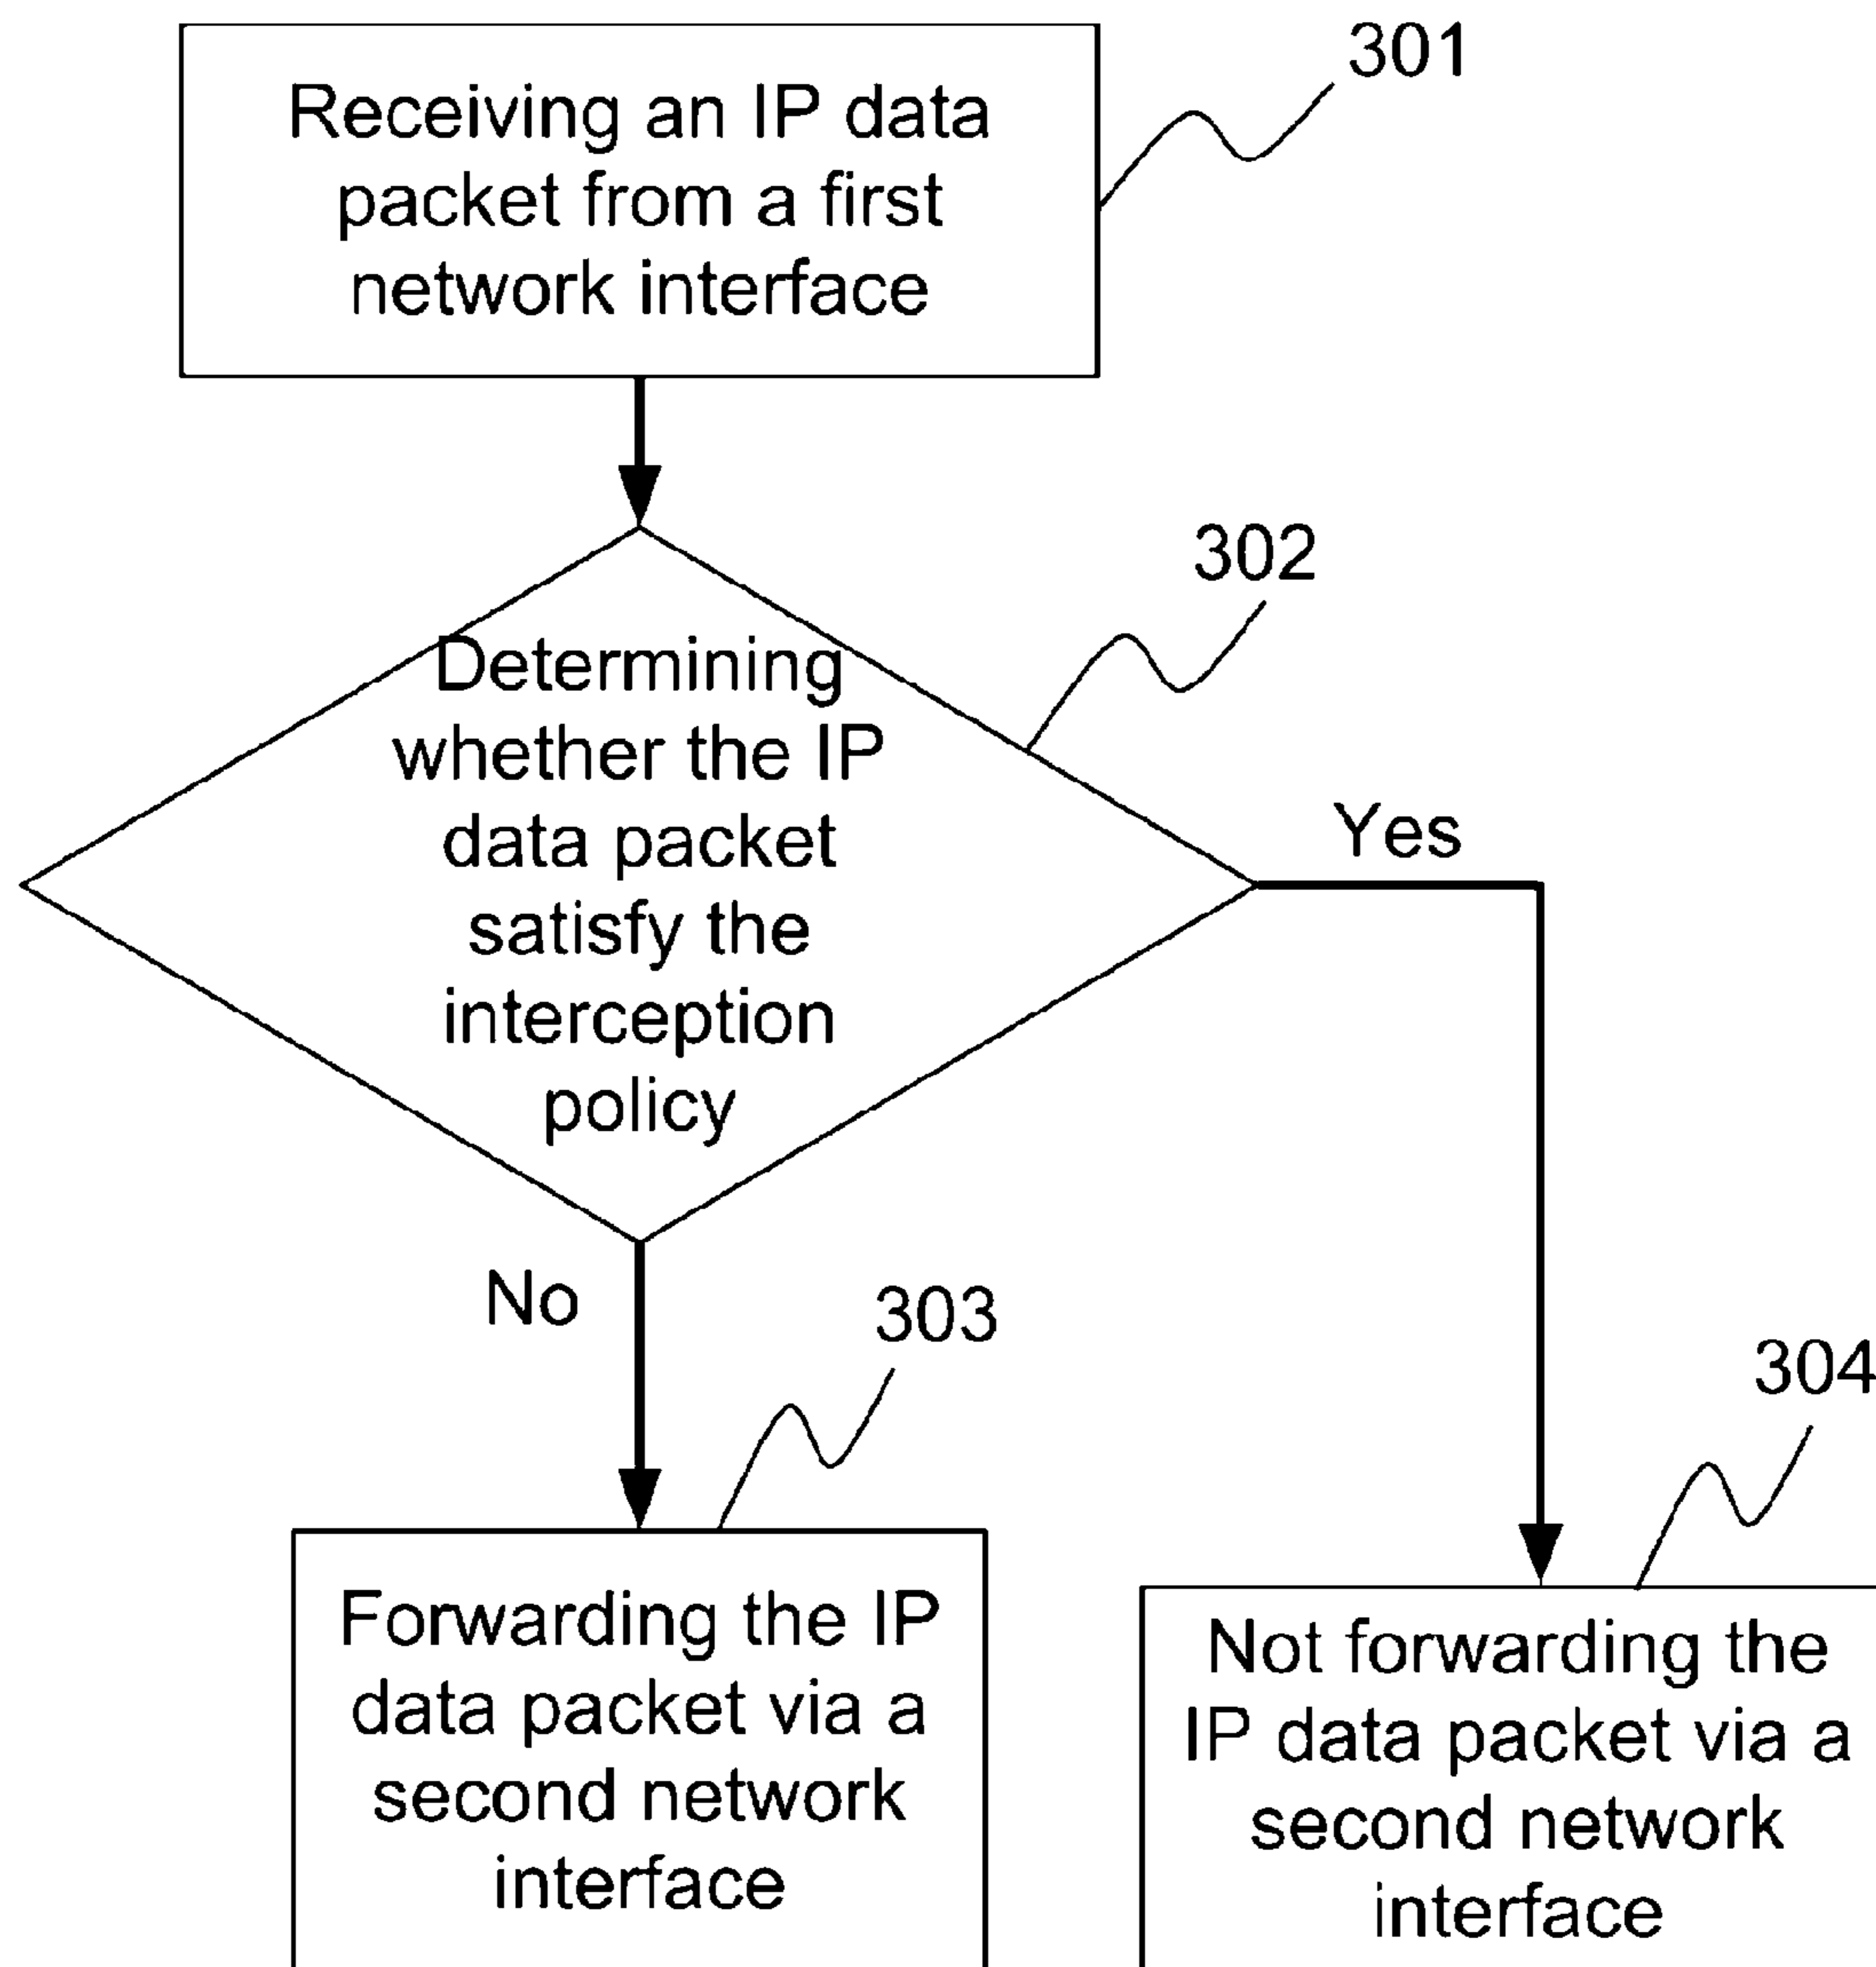 301
Receiving an IP data
packet from a first
network interface
302
Determining
whether the IP
data packet
satisfy the
interception
policy
Yes
No
303
304
Forwarding the IP
data packet via a
second network
interface
Not forwarding the
IP data packet via a
second network
interface